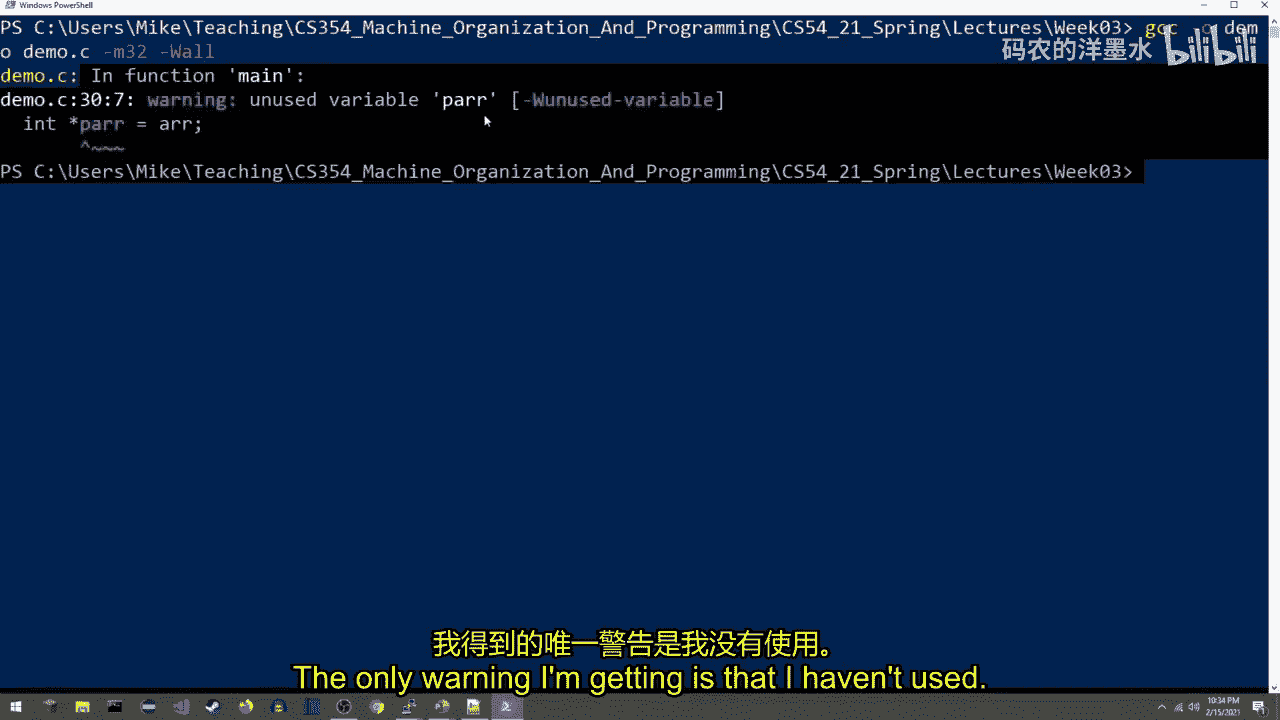 Windows PowerShell
PS C:\Users\Mike\Teaching\CS354_Machine_Organization_And_Programming\CS54_21_Spring\Lectures\Week03> gcc -o dem
o demo.c -m32 -Wall
码农的洋墨水 bilibili
demo.c: In function 'main':
demo.c:30:7: warning: unused variable 'parr' [-Wunused-variable]
int *parr = arr;
^~~~
PS C:\Users\Mike\Teaching\CS354_Machine_Organization_And_Programming\CS54_21_Spring\Lectures\Week03>
我得到的唯一警告是我没有使用。
The only warning I'm getting is that I haven't used.
10:34 PM
2/15/2021